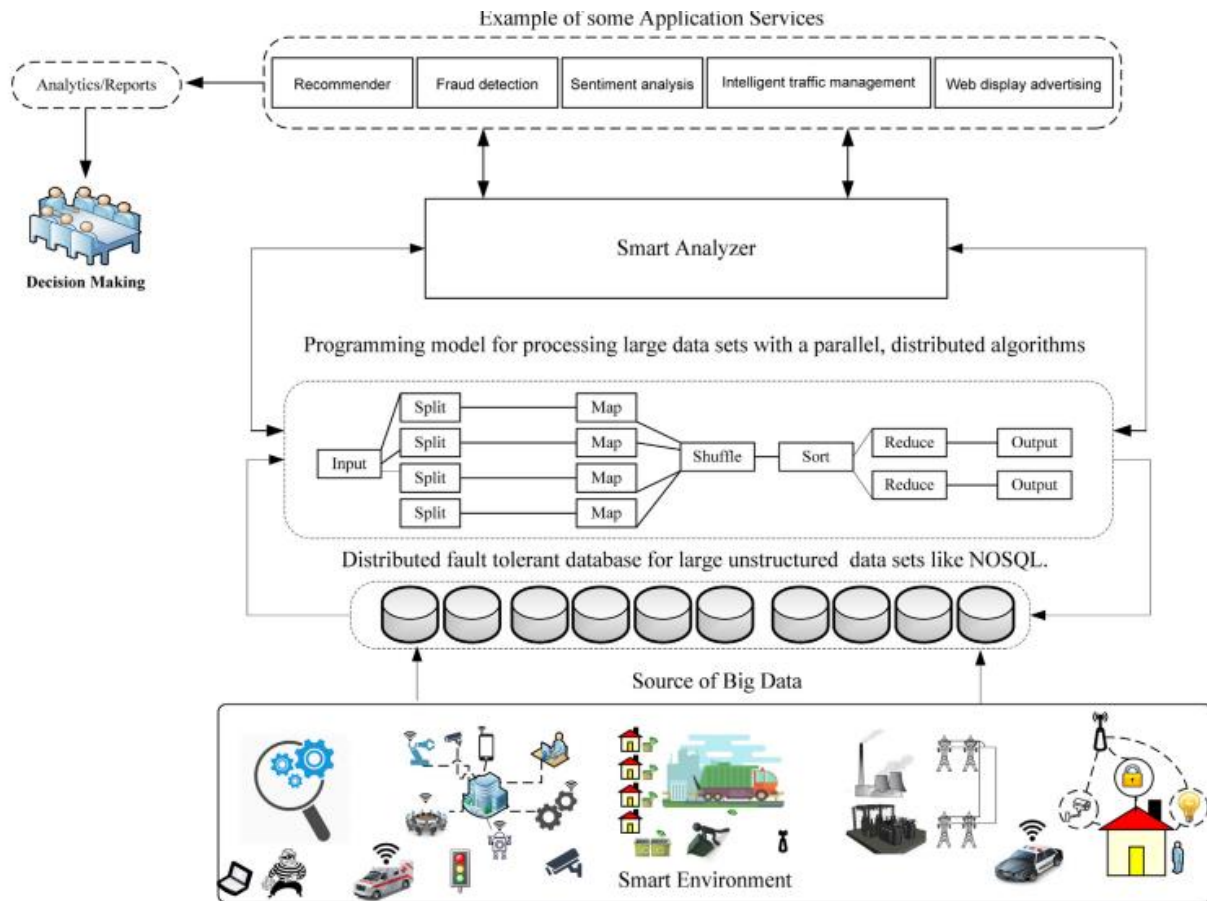 Example of some Application Services
Analytics/Reports
Recommender
Fraud detection
Sentiment analysis
Intelligent traffic management
Web display advertising
Decision Making
Smart Analyzer
Programming model for processing large data sets with a parallel, distributed algorithms
Split
Map
Split
Map
Input
Shuffle
Sort
Reduce
Output
Split
Map
Reduce
Output
Split
Map
Distributed fault tolerant database for large unstructured data sets like NOSQL.
Source of Big Data
Smart Environment